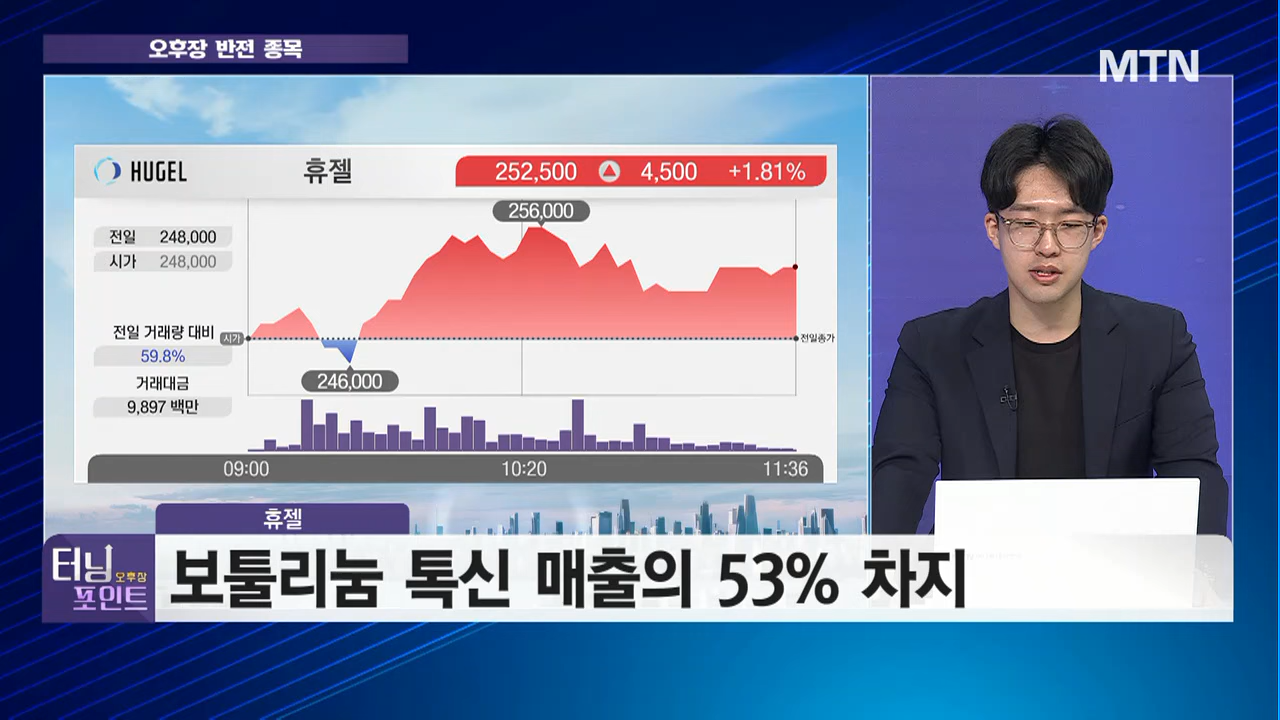 오후장 반전 종목
MTN
HUGEL
휴젤
252,500 4,500 +1.81%
256,000
전일 248,000
시가 248,000
전일 거래량 대비
59.8%
거래대금
9,897 백만
시가
전일종가
246,000
09:00 10:20 11:36
휴젤
터닝
오후장
포인트
보툴리눔 톡신 매출의 53% 차지